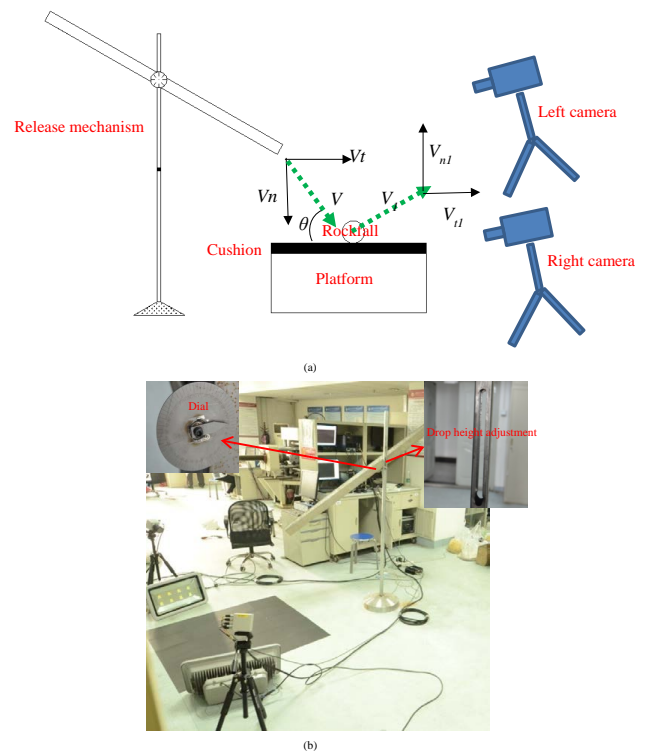 Release mechanism
Vt
Vn
V
θ
Rockfall
V₁
Vn1
Vt1
Cushion
Platform
Left camera
Right camera
(a)
Dial
Drop height adjustment
(b)